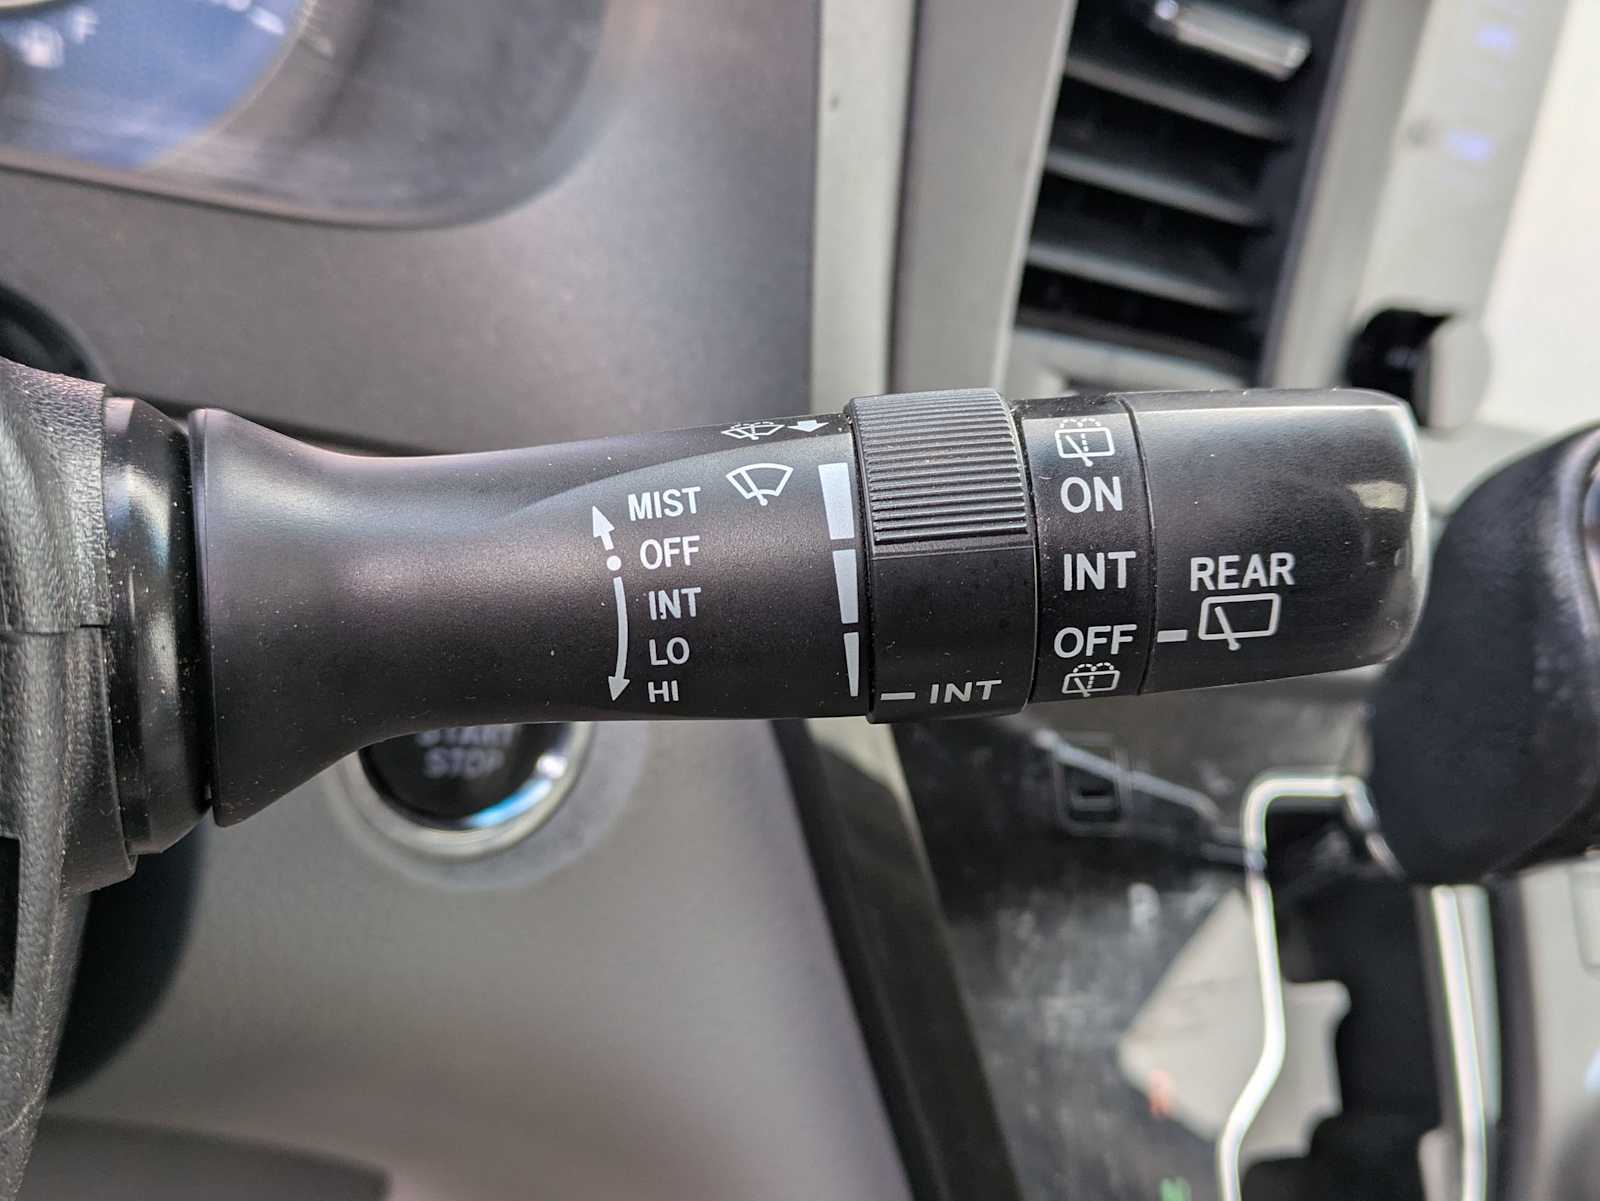 MIST
OFF
INT
LO
HI
INT
ON
INT
OFF
REAR
START
STOP
F
N